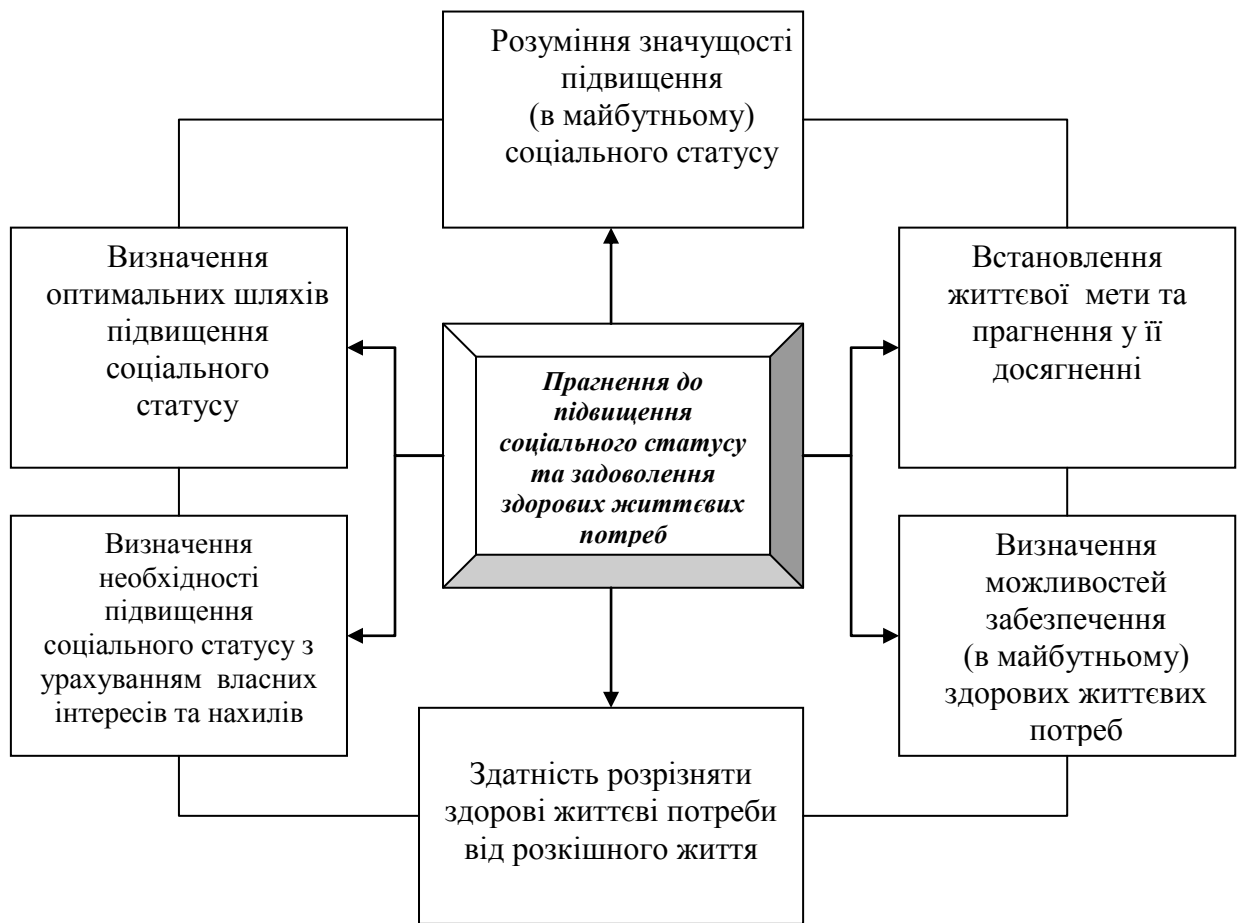 Розуміння значущості
підвищення
(в майбутньому)
соціального статусу
Визначення
оптимальних шляхів
підвищення
соціального
статусу
Встановлення
життєвої мети та
прагнення у її
досягненні
Прагнення до
підвищення
соціального статусу
та задоволення
здорових життєвих
потреб
Визначення
необхідності
підвищення
соціального статусу з
урахуванням власних
інтересів та нахилів
Визначення
можливостей
забезпечення
(в майбутньому)
здорових життєвих
потреб
Здатність розрізняти
здорові життєві потреби
від розкішного життя